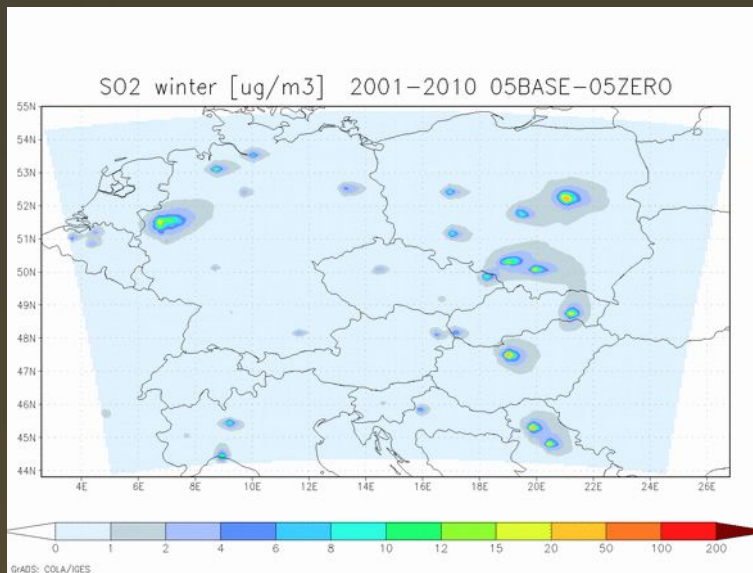 SO2 winter [ug/m3] 2001-2010 05BASE-05ZERO
55N
54N
53N
52N
51N
50N
49N
48N
47N
46N
45N
44N
4E 6E 8E 10E 12E 14E 16E 18E 20E 22E 24E 26E
0 1 2 4 6 8 10 12 15 20 50 100 200
GrADS: COLA/IGES